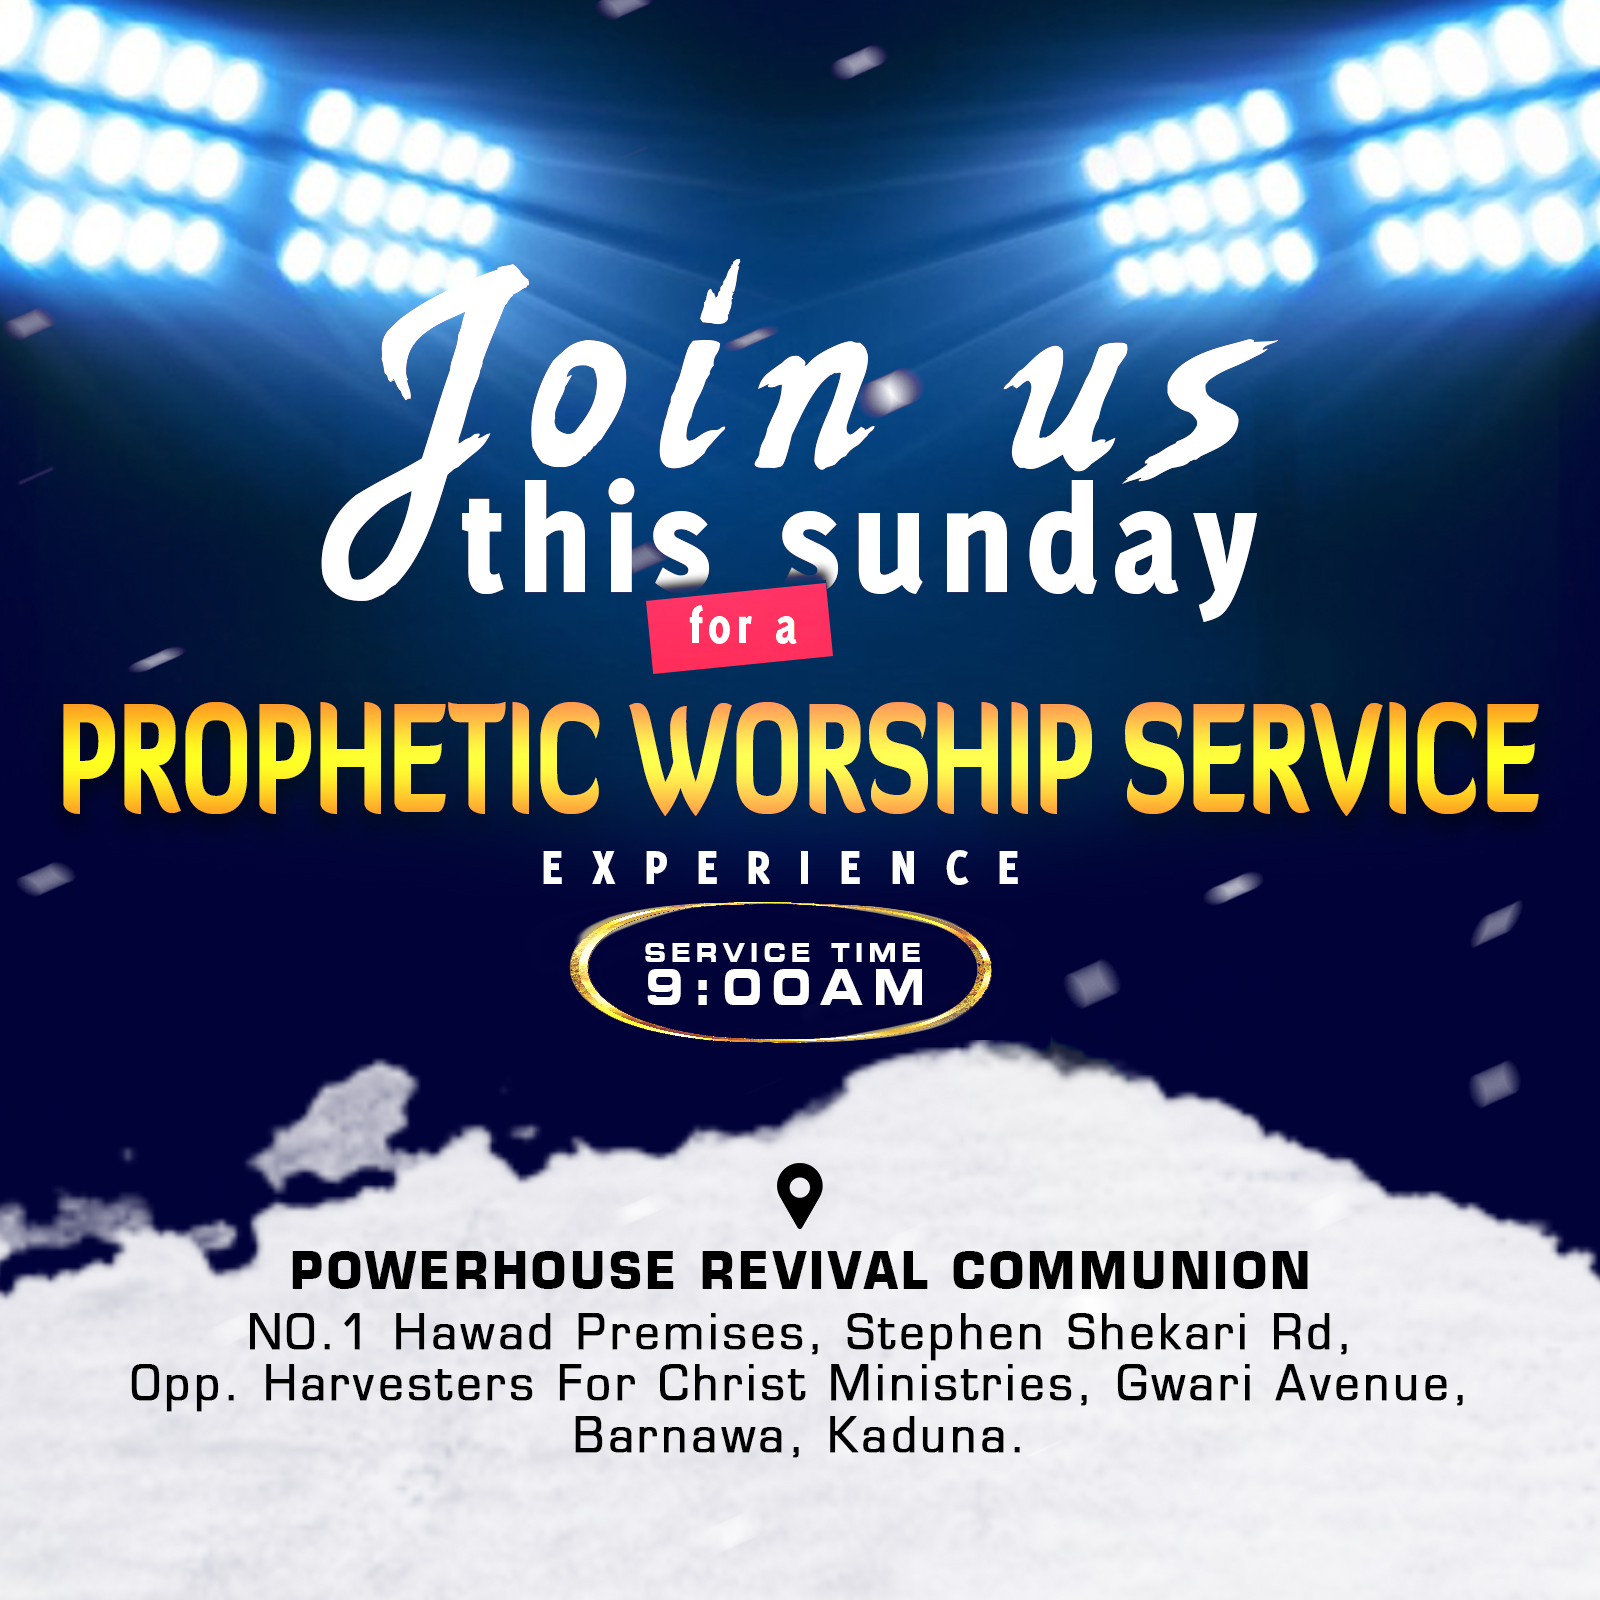 Join us
this sunday
for a
PROPHETIC WORSHIP SERVICE
EXPERIENCE
SERVICE TIME
9:00AM
POWERHOUSE REVIVAL COMMUNION
NO.1 Hawad Premises, Stephen Shekari Rd,
Opp. Harvesters For Christ Ministries, Gwari Avenue,
Barnawa, Kaduna.